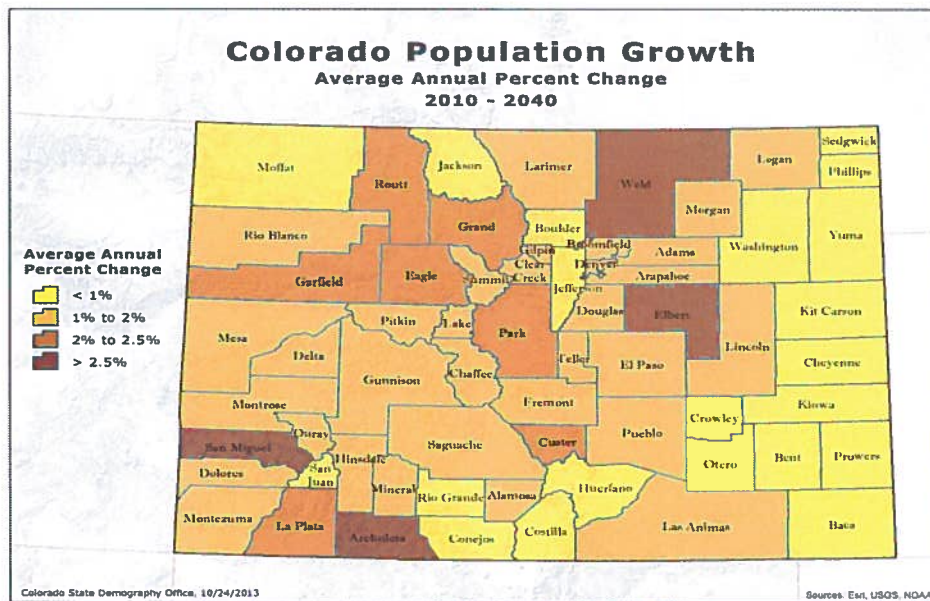 Colorado Population Growth
Average Annual Percent Change
2010 - 2040
Sedgwick
Moffat
Jackson
Larimer
Logan
Phillips
Routt
Weld
Morgan
Grand
Boulder
Rio Blanco
Washington
Yuma
Broomfield
Gilpin
Adams
Average Annual
Percent Change
Clear
Creek
Denver
Eagle
Garfield
Summit
Arapahoe
Jefferson
< 1%
1% to 2%
2% to 2.5%
> 2.5%
Douglas
Elbert
Kit Carson
Pitkin
Lake
Park
Mesa
Lincoln
Delta
Teller
El Paso
Cheyenne
Chaffee
Gunnison
Montrose
Fremont
Kiowa
Crowley
Ouray
Pueblo
San Miguel
Saguache
Custer
Hinsdale
Otero
Bent
Prowers
Dolores
San
Juan
Mineral
Rio Grande
Alamosa
Huerfano
Montezuma
La Plata
Archuleta
Conejos
Costilla
Las Animas
Baca
Colorado State Demography Office, 10/24/2013
Sources: Esri, USGS, NOAA